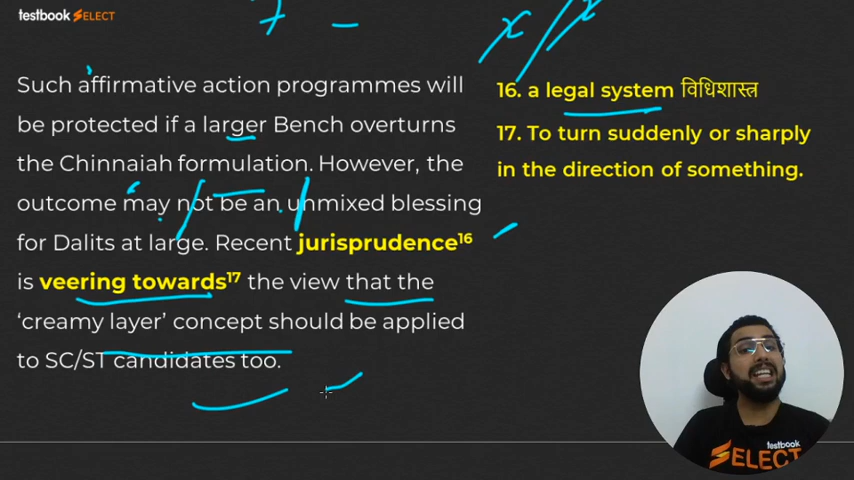 testbook SELECT
Such affirmative action programmes will
be protected if a larger Bench overturns
the Chinnaiah formulation. However, the
outcome may not be an unmixed blessing
for Dalits at large. Recent jurisprudence¹⁶
is veering towards¹⁷ the view that the
‘creamy layer’ concept should be applied
to SC/ST candidates too.
16. a legal system विधिशास्त्र
17. To turn suddenly or sharply
in the direction of something.
testbook
SELECT